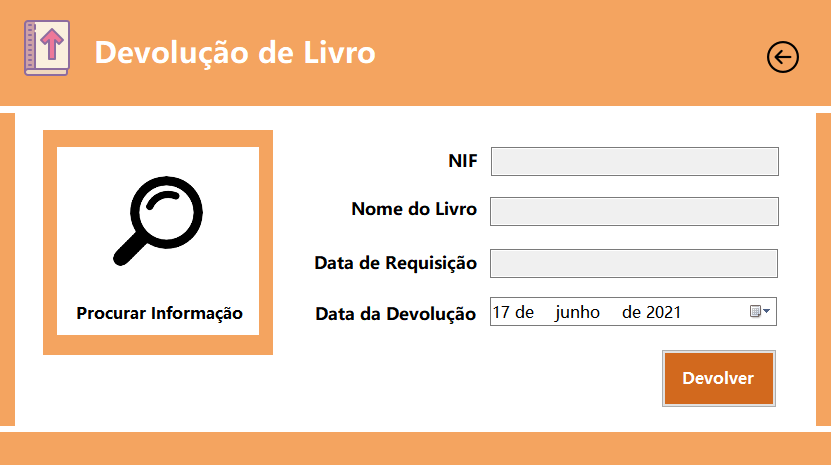 Devolução de Livro
NIF
Nome do Livro
Data de Requisição
Procurar Informação
Data da Devolução 17 de junho de 2021
Devolver